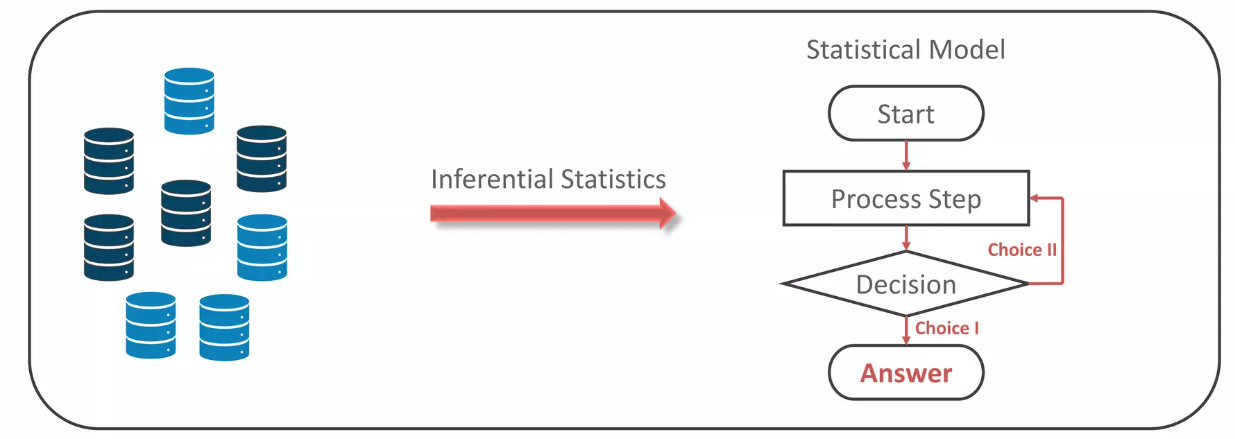 Statistical Model
Start
Inferential Statistics
Process Step
Choice II
Decision
Choice I
Answer